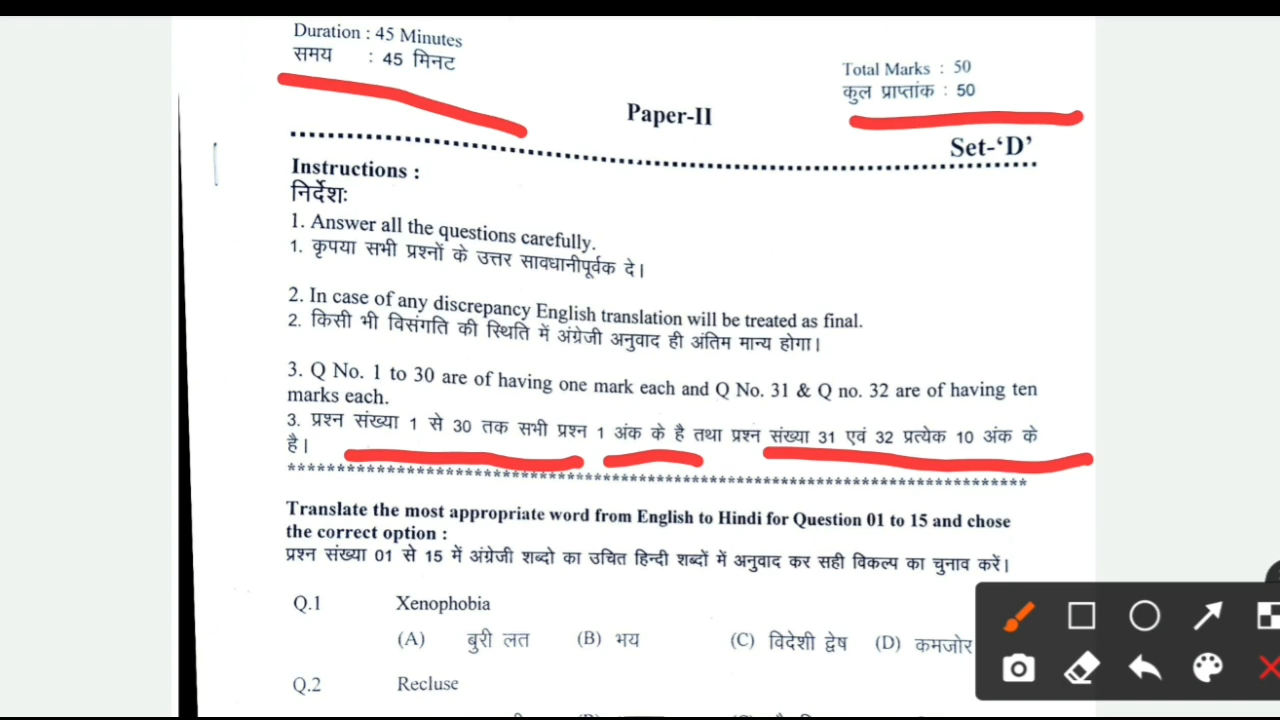 Duration : 45 Minutes
समय : 45 मिनट
Total Marks : 50
कुल प्राप्तांक : 50
Paper-II
Set-‘D’
Instructions :
निर्देशः
1. Answer all the questions carefully.
1. कृपया सभी प्रश्नों के उत्तर सावधानीपूर्वक दे।
2. In case of any discrepancy English translation will be treated as final.
2. किसी भी विसंगति की स्थिति में अंग्रेजी अनुवाद ही अंतिम मान्य होगा।
3. Q No. 1 to 30 are of having one mark each and Q No. 31 & Q no. 32 are of having ten
marks each.
3. प्रश्न संख्या 1 से 30 तक सभी प्रश्न 1 अंक के है तथा प्रश्न संख्या 31 एवं 32 प्रत्येक 10 अंक के
है।
Translate the most appropriate word from English to Hindi for Question 01 to 15 and chose
the correct option :
प्रश्न संख्या 01 से 15 में अंग्रेजी शब्दो का उचित हिन्दी शब्दों में अनुवाद कर सही विकल्प का चुनाव करें।
Q.1 Xenophobia
(A) बुरी लत (B) भय (C) विदेशी द्वेष (D) कमजोर
Q.2 Recluse